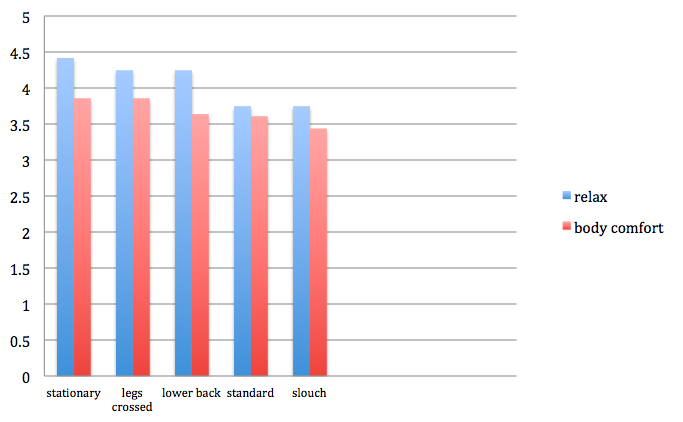 5
4.5
4
3.5
3
2.5
2
1.5
1
0.5
0
stationary
legs crossed
lower back
standard
slouch
relax
body comfort